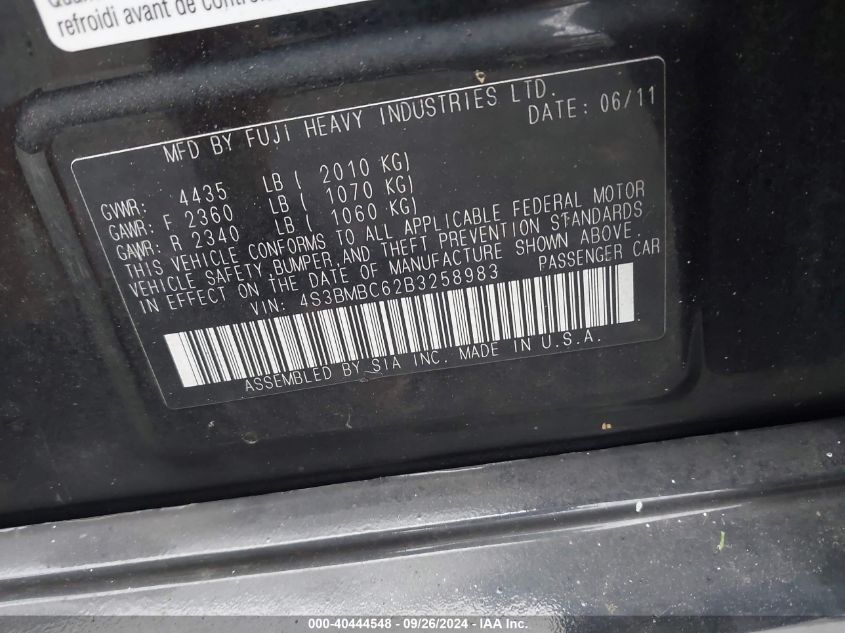 refroidi avant de
MFD BY FUJI HEAVY INDUSTRIES LTD.
DATE: 06/11
GVWR: 4435 LB ( 2010 KG)
GAWR: F 2360 LB ( 1070 KG)
GAWR: R 2340 LB ( 1060 KG)
THIS VEHICLE CONFORMS TO ALL APPLICABLE FEDERAL MOTOR
VEHICLE SAFETY, BUMPER, AND THEFT PREVENTION STANDARDS
IN EFFECT ON THE DATE OF MANUFACTURE SHOWN ABOVE.
VIN: 4S3BMBC62B3258983 PASSENGER CAR
ASSEMBLED BY SIA INC. MADE IN U.S.A.
000-40444548 - 09/26/2024 - IAA Inc.